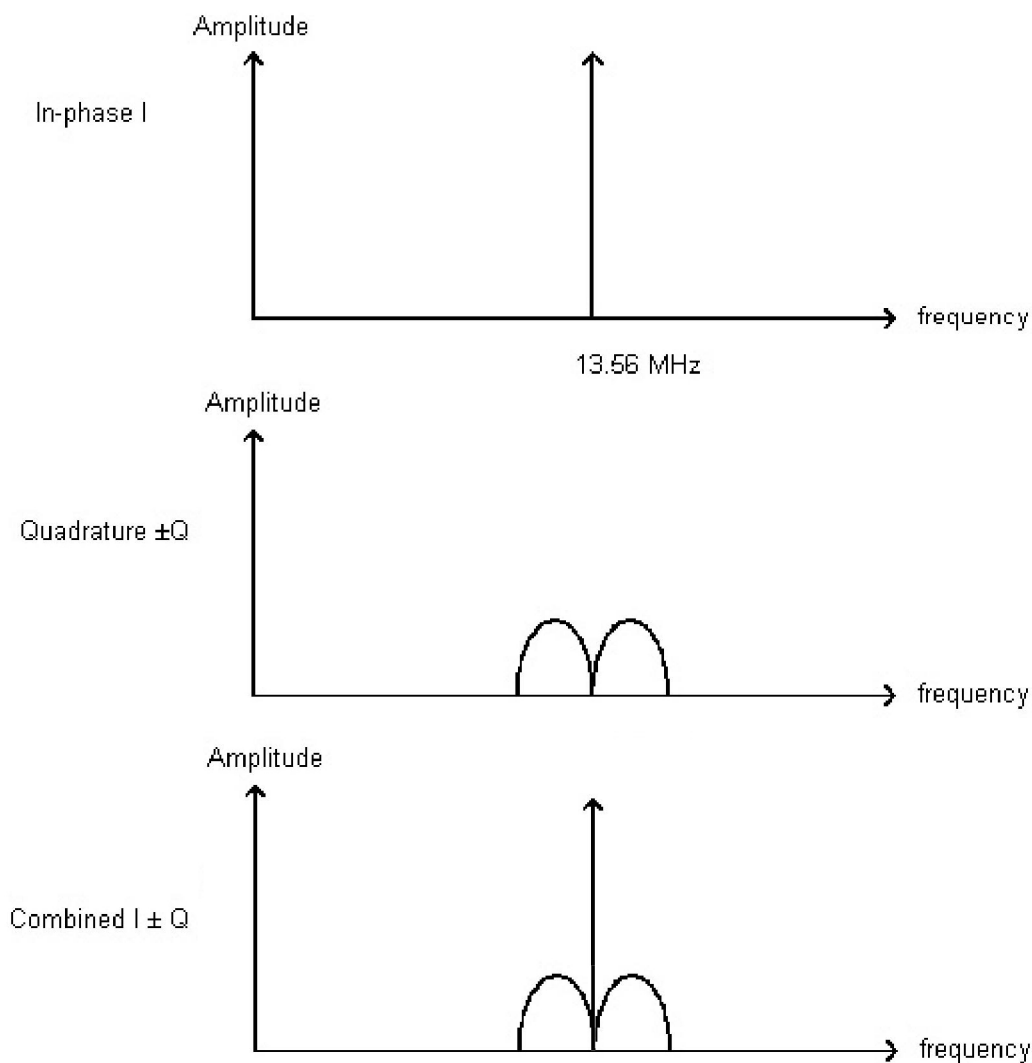 Amplitude
In-phase I
frequency
13.56 MHz
Amplitude
Quadrature ±Q
frequency
Amplitude
Combined I ± Q
frequency